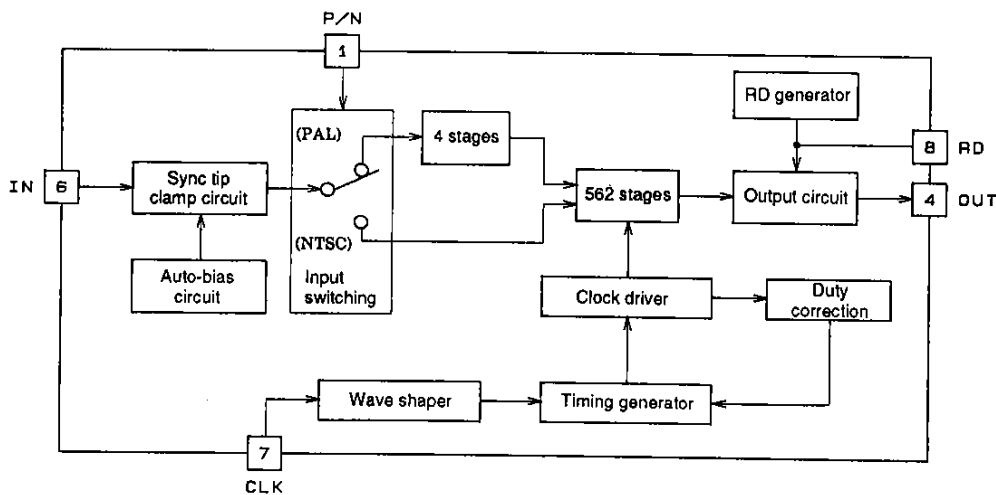 P/N
1
RD generator
(PAL)
4 stages
8 RD
IN 6
Sync tip
clamp circuit
562 stages
Output circuit
4 OUT
(NTSC)
Auto-bias
circuit
Input
switching
Clock driver
Duty
correction
Wave shaper
Timing generator
7
CLK